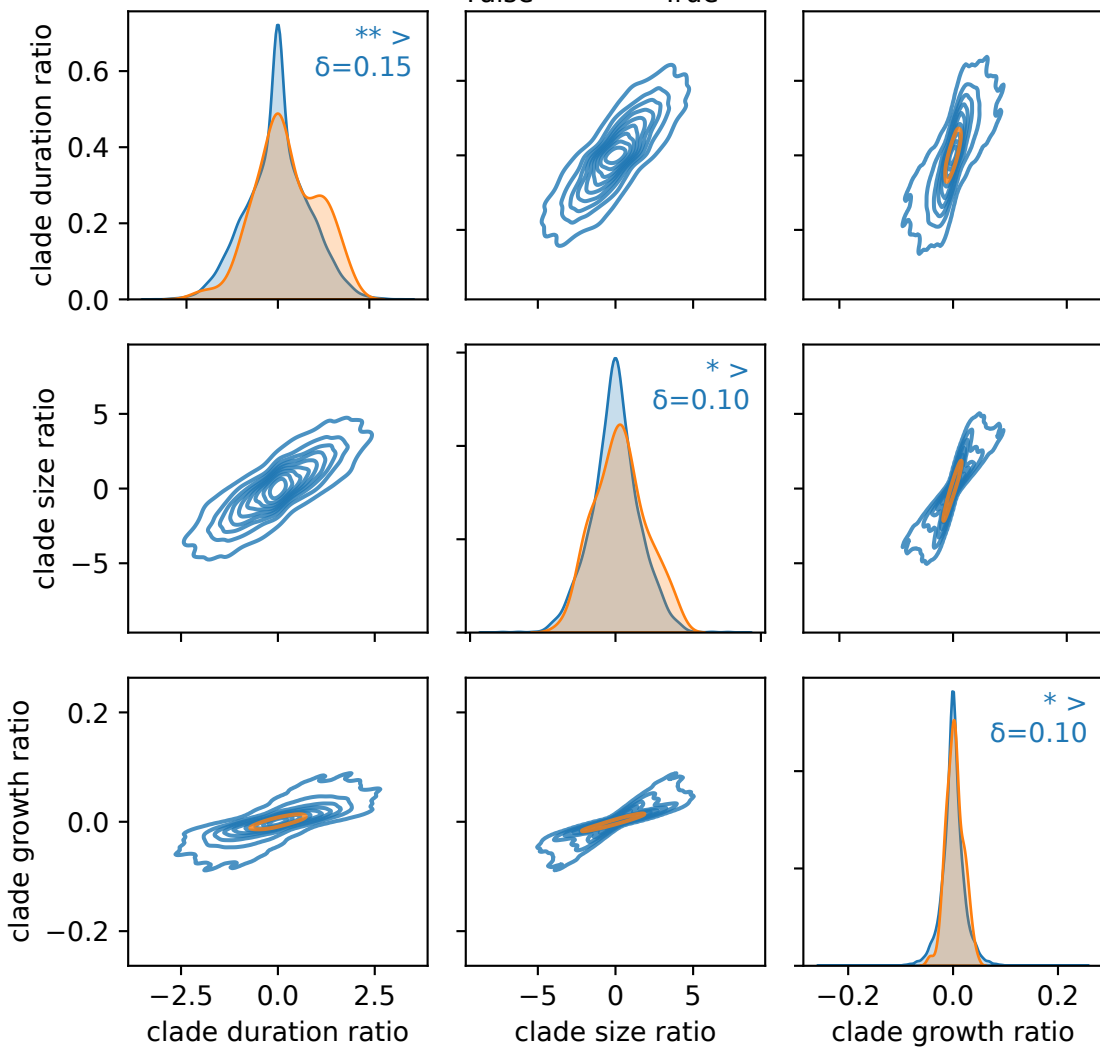 clade duration ratio
0.6
0.4
0.2
0.0
** >
δ=0.15
clade size ratio
5
0
−5
* >
δ=0.10
clade growth ratio
0.2
0.0
−0.2
* >
δ=0.10
−2.5 0.0 2.5
−5 0 5
−0.2 0.0 0.2
clade duration ratio
clade size ratio
clade growth ratio